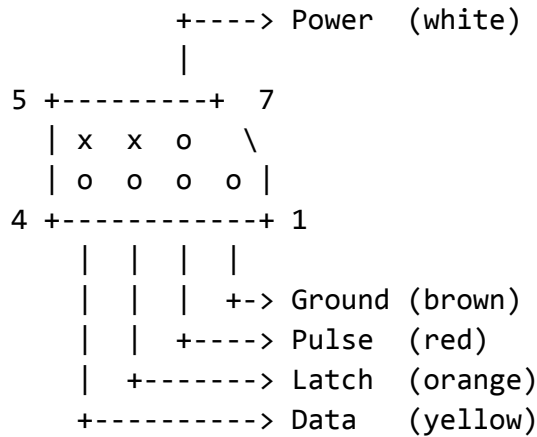 +----> Power  (white)
         |
5 +---------+  7
  | x  x  o   \
  | o  o  o  o |
4 +------------+ 1
    |  |  |  |
    |  |  |  +-> Ground (brown)
    |  |  +----> Pulse  (red)
    |  +-------> Latch  (orange)
    +----------> Data   (yellow)